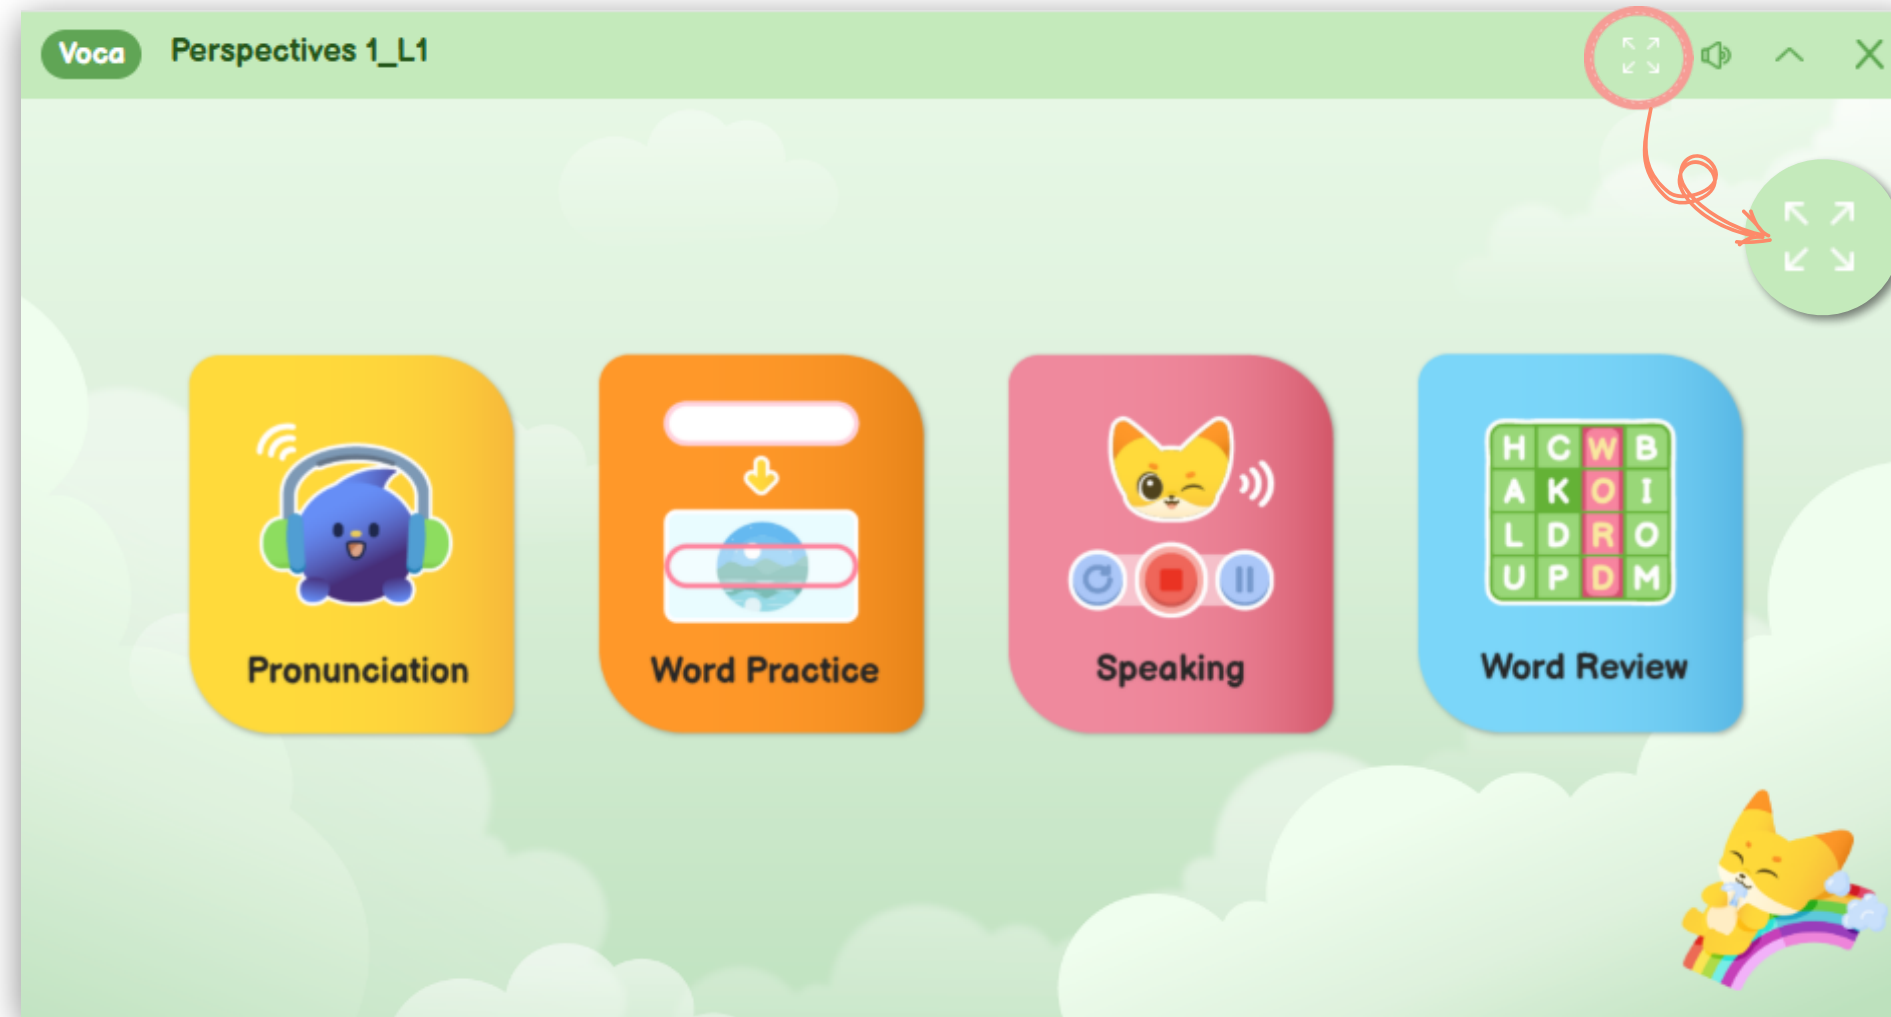 Voca
Perspectives 1_L1
H C W B
A K O I
L D R O
U P D M
Pronunciation
Word Practice
Speaking
Word Review